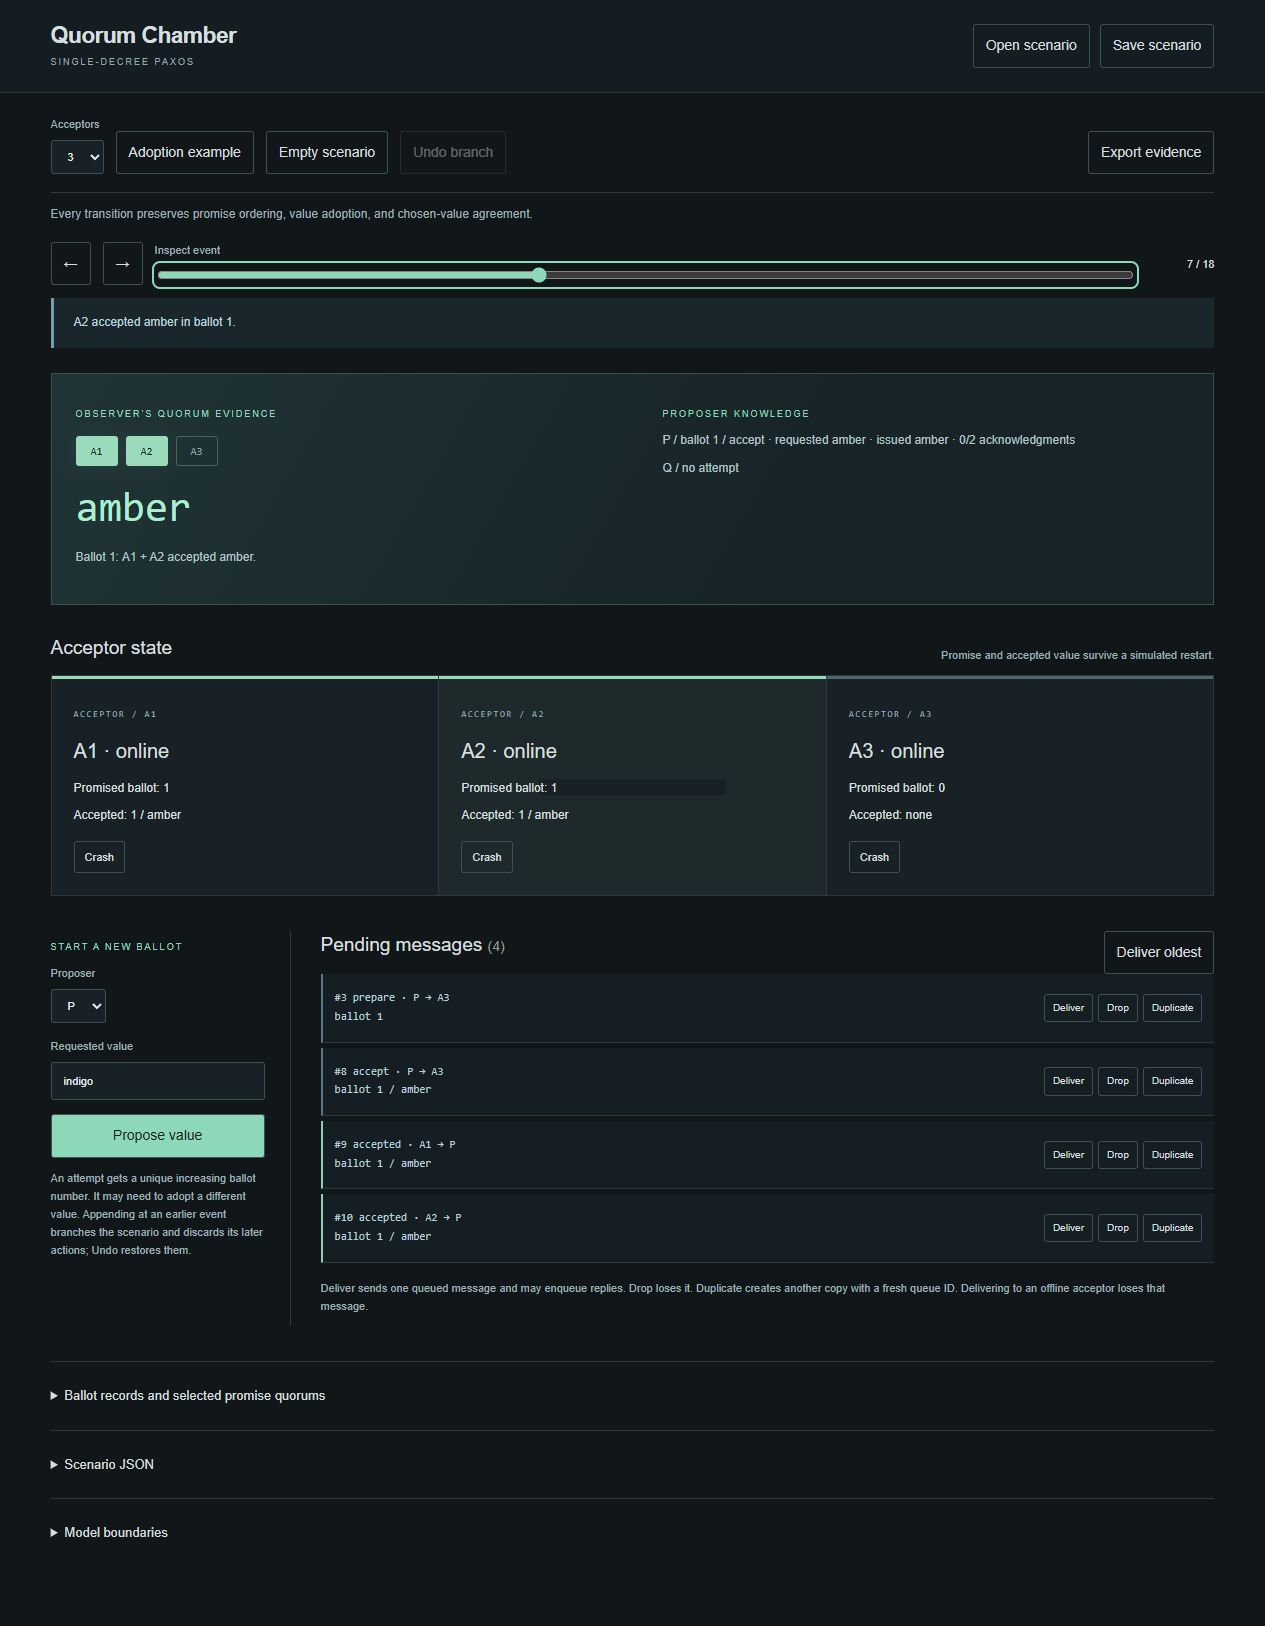 Quorum Chamber
SINGLE-DECREE PAXOS
Open scenario
Save scenario
Acceptors
3
Adoption example
Empty scenario
Undo branch
Export evidence
Every transition preserves promise ordering, value adoption, and chosen-value agreement.
←
→
Inspect event
7 / 18
A2 accepted amber in ballot 1.
OBSERVER'S QUORUM EVIDENCE
A1
A2
A3
amber
Ballot 1: A1 + A2 accepted amber.
PROPOSER KNOWLEDGE
P / ballot 1 / accept · requested amber · issued amber · 0/2 acknowledgments
Q / no attempt
Acceptor state
Promise and accepted value survive a simulated restart.
ACCEPTOR / A1
A1 · online
Promised ballot: 1
Accepted: 1 / amber
Crash
ACCEPTOR / A2
A2 · online
Promised ballot: 1
Accepted: 1 / amber
Crash
ACCEPTOR / A3
A3 · online
Promised ballot: 0
Accepted: none
Crash
START A NEW BALLOT
Proposer
P
Requested value
indigo
Propose value
An attempt gets a unique increasing ballot
number. It may need to adopt a different
value. Appending at an earlier event
branches the scenario and discards its later
actions; Undo restores them.
Pending messages (4)
Deliver oldest
#3 prepare · P → A3
ballot 1
Deliver
Drop
Duplicate
#8 accept · P → A3
ballot 1 / amber
Deliver
Drop
Duplicate
#9 accepted · A1 → P
ballot 1 / amber
Deliver
Drop
Duplicate
#10 accepted · A2 → P
ballot 1 / amber
Deliver
Drop
Duplicate
Deliver sends one queued message and may enqueue replies. Drop loses it. Duplicate creates another copy with a fresh queue ID. Delivering to an offline acceptor loses that
message.
Ballot records and selected promise quorums
Scenario JSON
Model boundaries